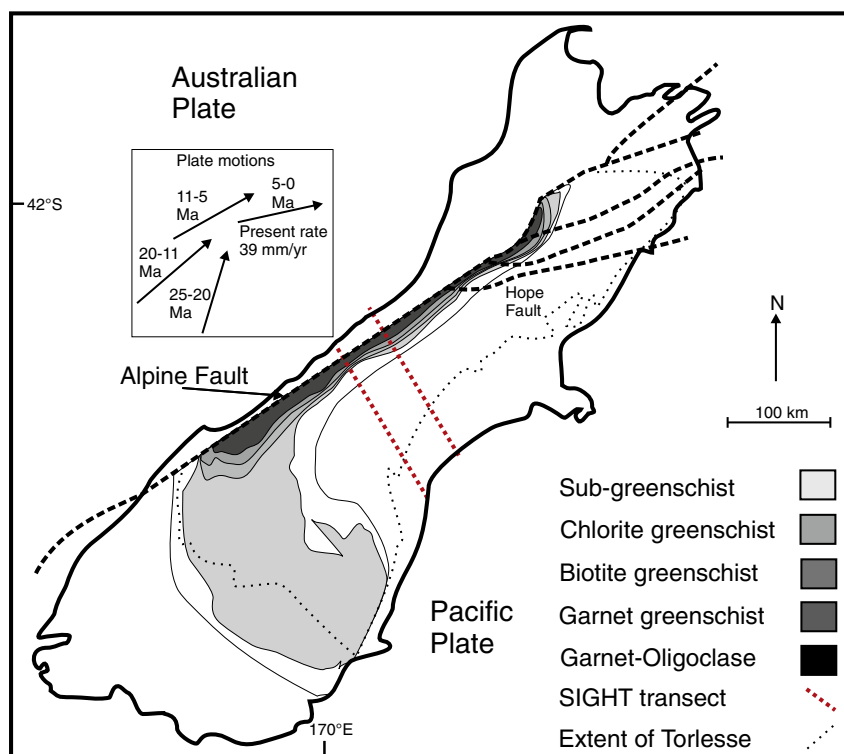 Australian
Plate
Plate motions
11-5
Ma
5-0
Ma
Present rate
39 mm/yr
20-11
Ma
25-20
Ma
42°S
Hope
Fault
N
Alpine Fault
100 km
Sub-greenschist
Chlorite greenschist
Biotite greenschist
Garnet greenschist
Garnet-Oligoclase
SIGHT transect
Extent of Torlesse
Pacific
Plate
170°E